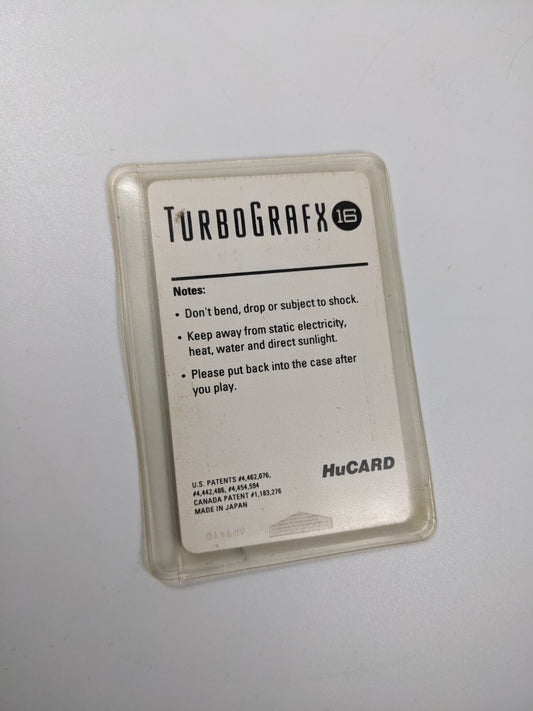 TURBOGRAFX 16
Notes:
• Don't bend, drop or subject to shock.
• Keep away from static electricity,
heat, water and direct sunlight.
• Please put back into the case after
you play.
HuCARD
U.S. PATENTS #4,462,076,
#4,442,486, #4,454,594
CANADA PATENT #1,183,276
MADE IN JAPAN